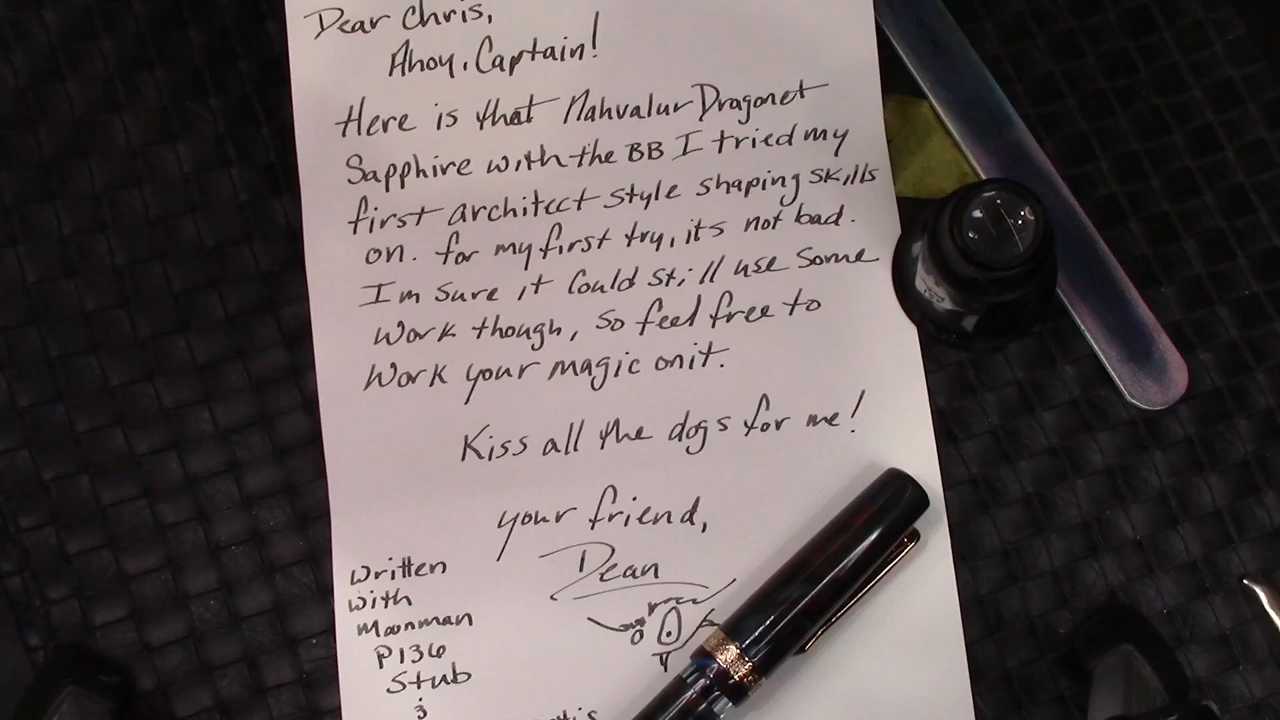 Dear Chris,
Ahoy, Captain!
Here is that Nahvalur Dragonet
Sapphire with the BB I tried my
first architect style shaping skills
on. for my first try, its not bad.
Im sure it Could still use some
work though, so feel free to
work your magic on it.
Kiss all the dogs for me!
your friend,
Dean
Written
with
Moonman
P136
Stub